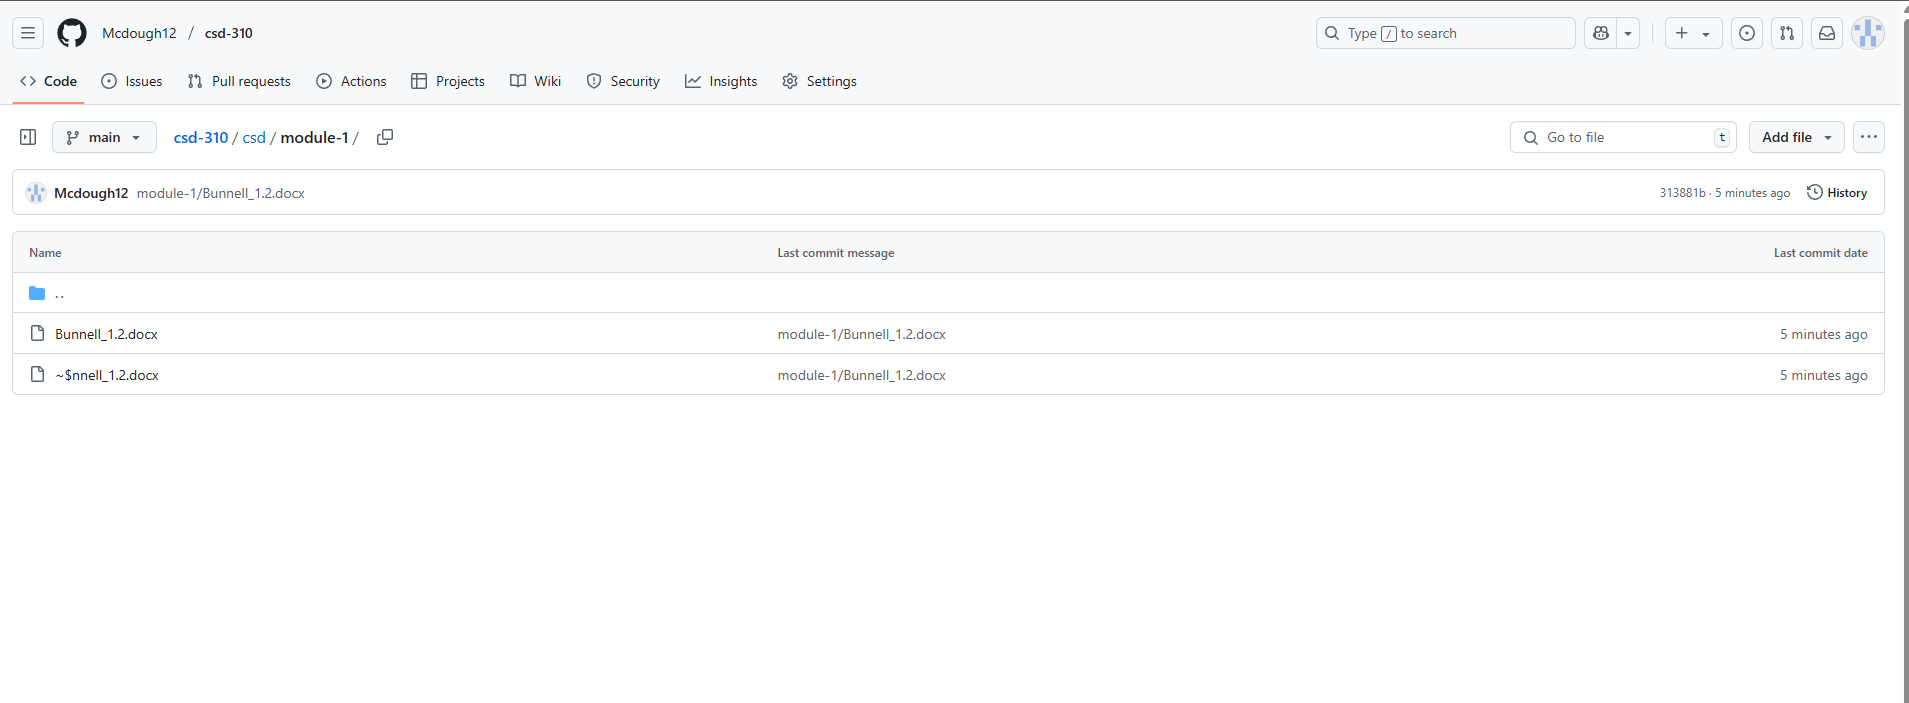 Mcdough12 / csd-310 Type / to search
Code Issues Pull requests Actions Projects Wiki Security Insights Settings
main csd-310 / csd / module-1 / Go to file t Add file
Mcdough12 module-1/Bunnell_1.2.docx 313881b · 5 minutes ago History
Name Last commit message Last commit date
..
Bunnell_1.2.docx module-1/Bunnell_1.2.docx 5 minutes ago
~$nnell_1.2.docx module-1/Bunnell_1.2.docx 5 minutes ago